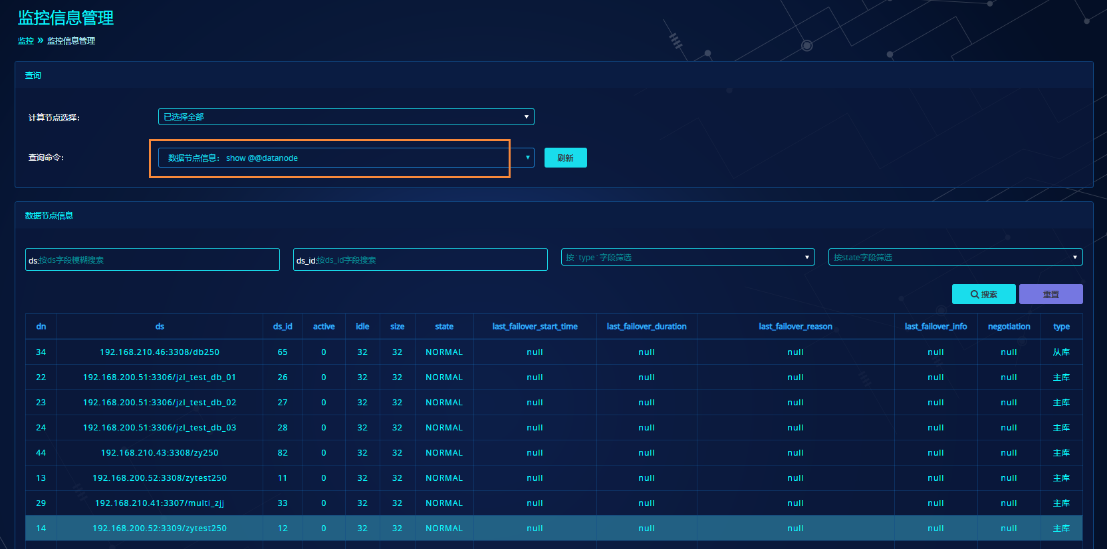 监控信息管理
监控 » 监控信息管理
查询
计算节点选择： 已选择全部
查询命令： 数据节点信息： show @@datanode 刷新
数据节点信息
ds:按ds字段模糊搜索 ds_id:按ds_id字段搜索 按`type`字段筛选 按state字段筛选
搜索 重置
dn ds ds_id active idle size state last_failover_start_time last_failover_duration last_failover_reason last_failover_info negotiation type
34 192.168.210.46:3308/db250 65 0 32 32 NORMAL null null null null null 从库
22 192.168.200.51:3306/jzl_test_db_01 26 0 32 32 NORMAL null null null null null 主库
23 192.168.200.51:3306/jzl_test_db_02 27 0 32 32 NORMAL null null null null null 主库
24 192.168.200.51:3306/jzl_test_db_03 28 0 32 32 NORMAL null null null null null 主库
44 192.168.210.43:3308/zy250 82 0 32 32 NORMAL null null null null null 主库
13 192.168.200.52:3308/zytest250 11 0 32 32 NORMAL null null null null null 主库
29 192.168.210.41:3307/multi_zjj 33 0 32 32 NORMAL null null null null null 主库
14 192.168.200.52:3309/zytest250 12 0 32 32 NORMAL null null null null null 主库